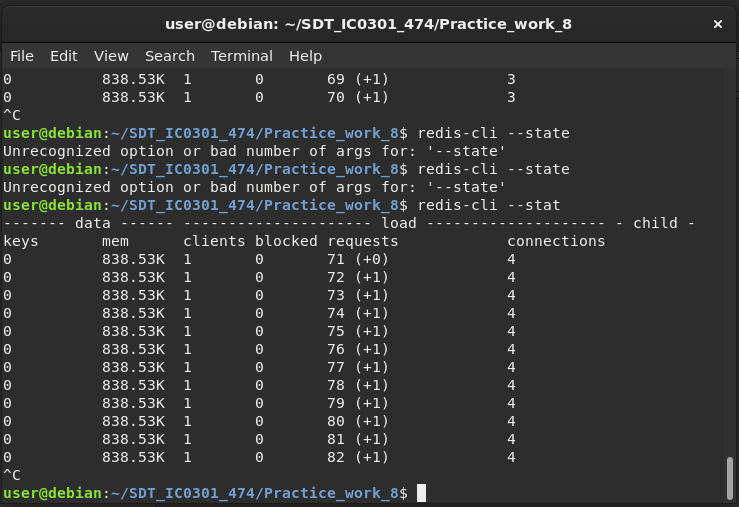 user@debian: ~/SDT_IC0301_474/Practice_work_8 ×
File Edit View Search Terminal Help
0          838.53K  1       0       69 (+1)             3
0          838.53K  1       0       70 (+1)             3
^C
user@debian:~/SDT_IC0301_474/Practice_work_8$ redis-cli --state
Unrecognized option or bad number of args for: '--state'
user@debian:~/SDT_IC0301_474/Practice_work_8$ redis-cli --state
Unrecognized option or bad number of args for: '--state'
user@debian:~/SDT_IC0301_474/Practice_work_8$ redis-cli --stat
------- data ------ --------------------- load -------------------- - child -
keys       mem      clients blocked requests            connections
0          838.53K  1       0       71 (+0)             4
0          838.53K  1       0       72 (+1)             4
0          838.53K  1       0       73 (+1)             4
0          838.53K  1       0       74 (+1)             4
0          838.53K  1       0       75 (+1)             4
0          838.53K  1       0       76 (+1)             4
0          838.53K  1       0       77 (+1)             4
0          838.53K  1       0       78 (+1)             4
0          838.53K  1       0       79 (+1)             4
0          838.53K  1       0       80 (+1)             4
0          838.53K  1       0       81 (+1)             4
0          838.53K  1       0       82 (+1)             4
^C
user@debian:~/SDT_IC0301_474/Practice_work_8$